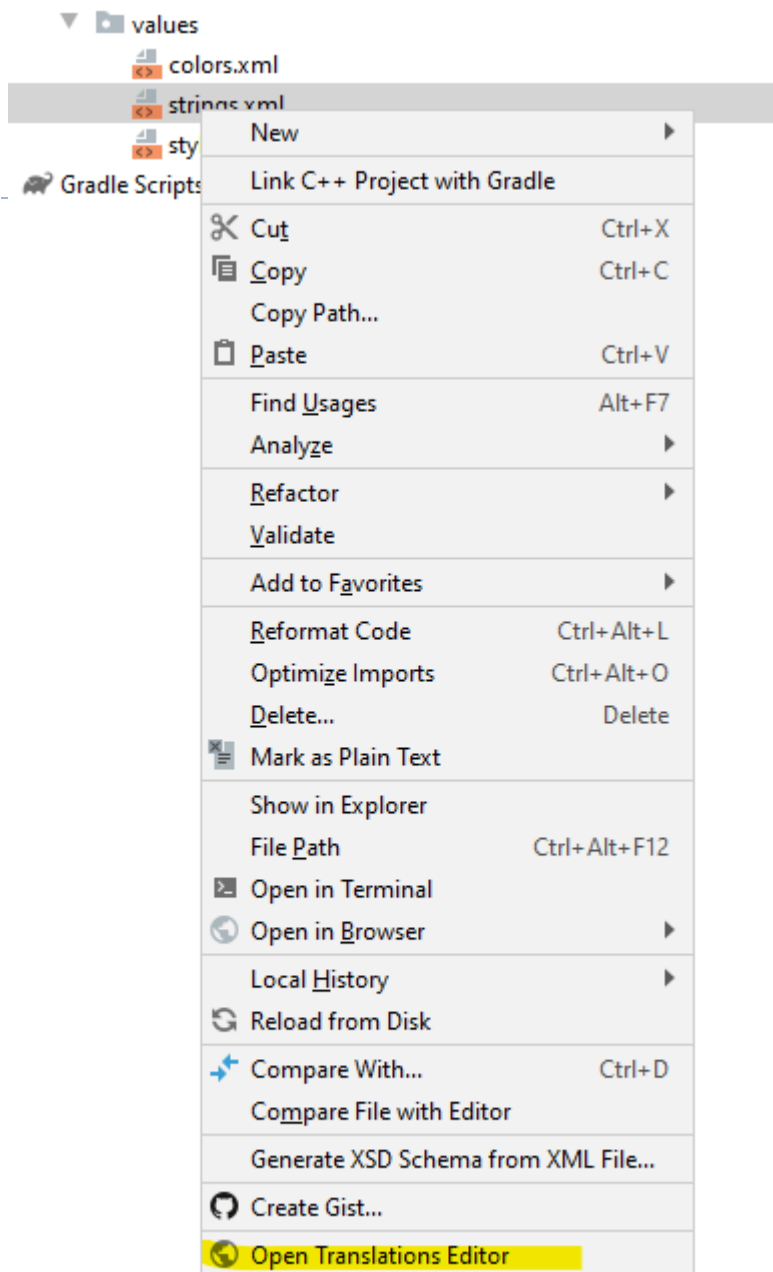 values
colors.xml
strings.xml
sty
Gradle Scripts
New
Link C++ Project with Gradle
Cut Ctrl+X
Copy Ctrl+C
Copy Path...
Paste Ctrl+V
Find Usages Alt+F7
Analyze
Refactor
Validate
Add to Favorites
Reformat Code Ctrl+Alt+L
Optimize Imports Ctrl+Alt+O
Delete... Delete
Mark as Plain Text
Show in Explorer
File Path Ctrl+Alt+F12
Open in Terminal
Open in Browser
Local History
Reload from Disk
Compare With... Ctrl+D
Compare File with Editor
Generate XSD Schema from XML File...
Create Gist...
Open Translations Editor